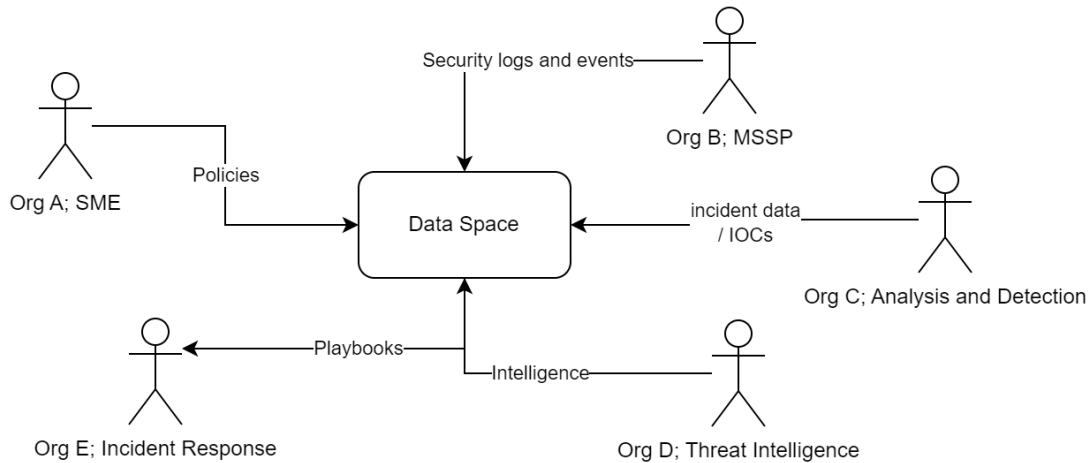 Security logs and events
Org B; MSSP
Policies
Org A; SME
Data Space
incident data
/ IOCs
Org C; Analysis and Detection
Playbooks
Intelligence
Org E; Incident Response
Org D; Threat Intelligence